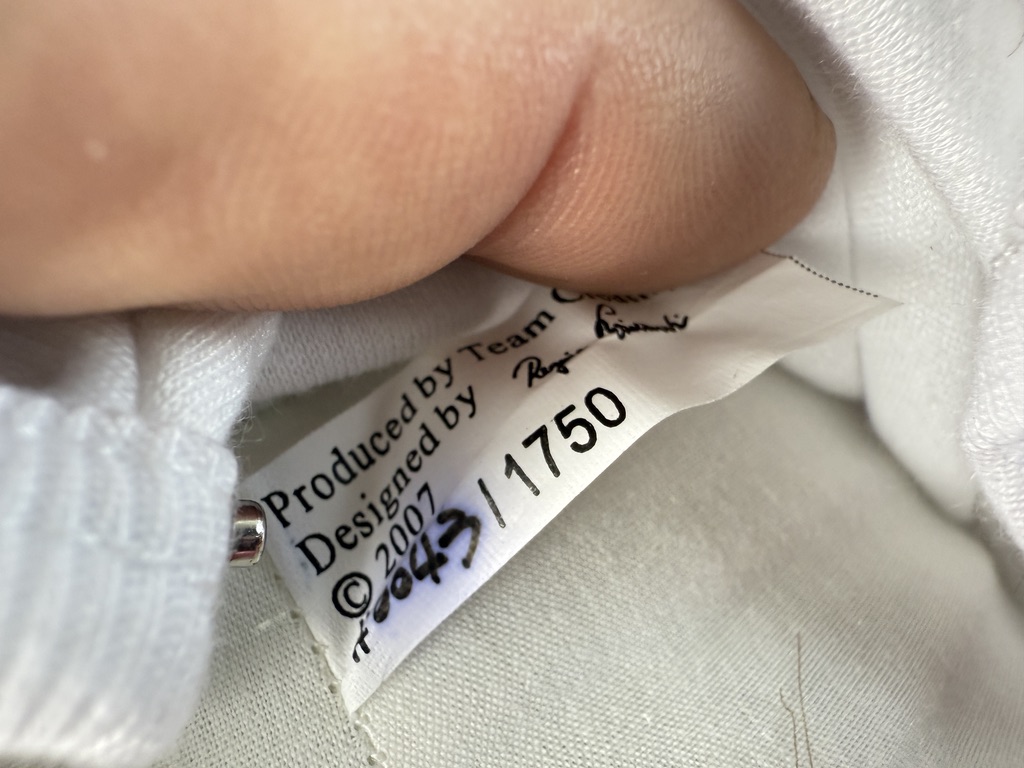 Produced by Team
Designed by
© 2007
#0043 / 1750